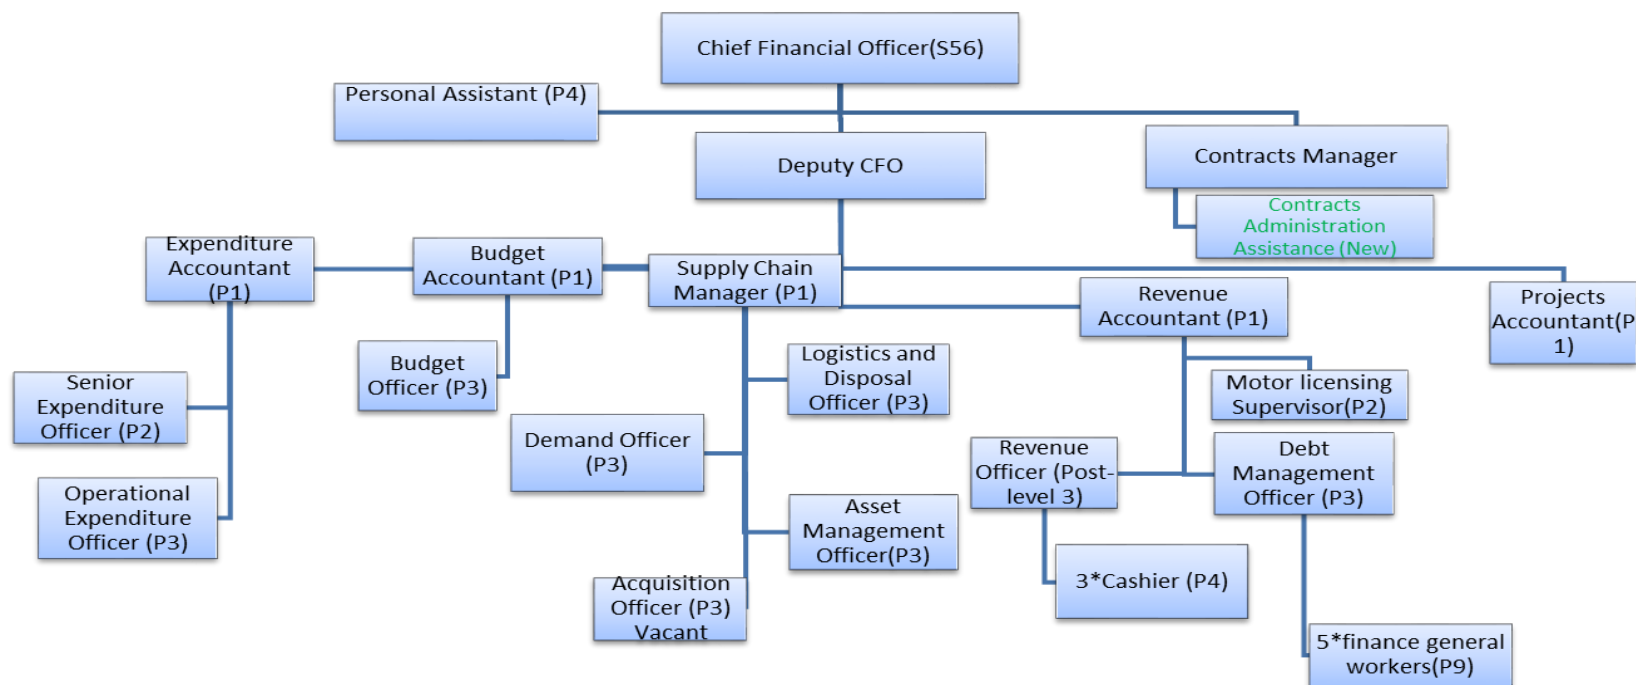 Chief Financial Officer(S56)
Personal Assistant (P4)
Deputy CFO
Contracts Manager
Contracts
Administration
Assistance (New)
Expenditure
Accountant
(P1)
Budget
Accountant (P1)
Supply Chain
Manager (P1)
Revenue
Accountant (P1)
Projects
Accountant(P
1)
Senior
Expenditure
Officer (P2)
Operational
Expenditure
Officer (P3)
Budget
Officer (P3)
Logistics and
Disposal
Officer(P3)
Demand Officer
(P3)
Asset
Management
Officer(P3)
Acquisition
Officer (P3)
Vacant
Motor licensing
Supervisor(P2)
Revenue
Officer (Post-
level 3)
Debt
Management
Officer (P3)
3*Cashier (P4)
5*finance general
workers(P9)